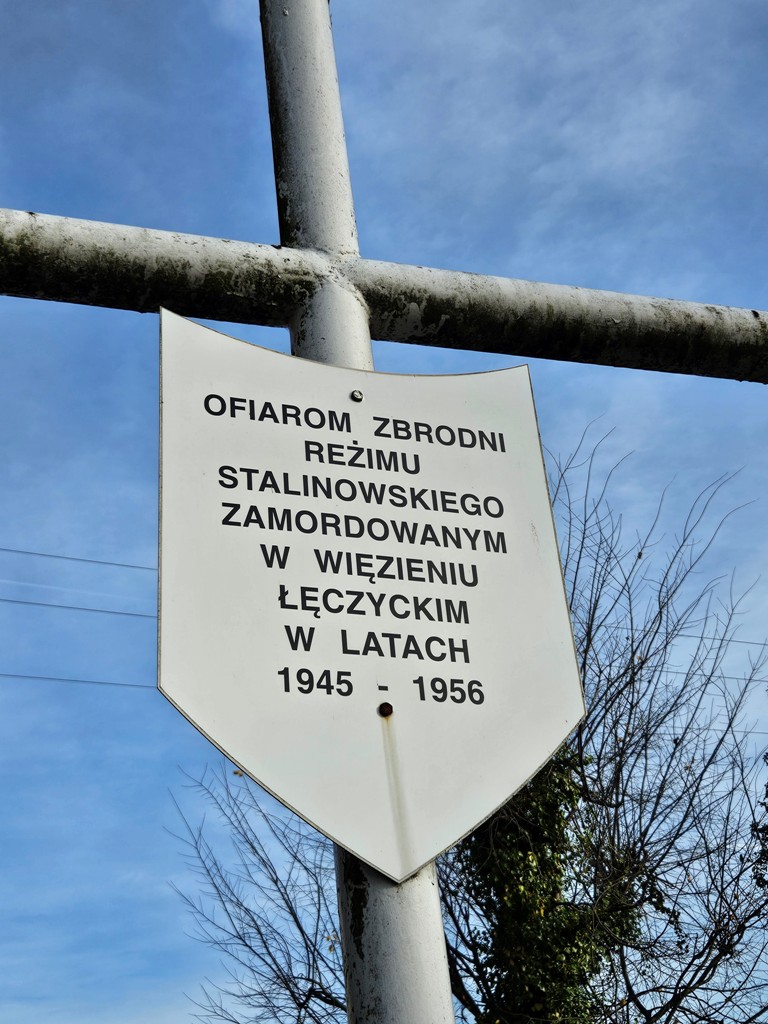 OFIAROM ZBRODNI
REŻIMU
STALINOWSKIEGO
ZAMORDOWANYM
W WIĘZIENIU
ŁĘCZYCKIM
W LATACH
1945 - 1956